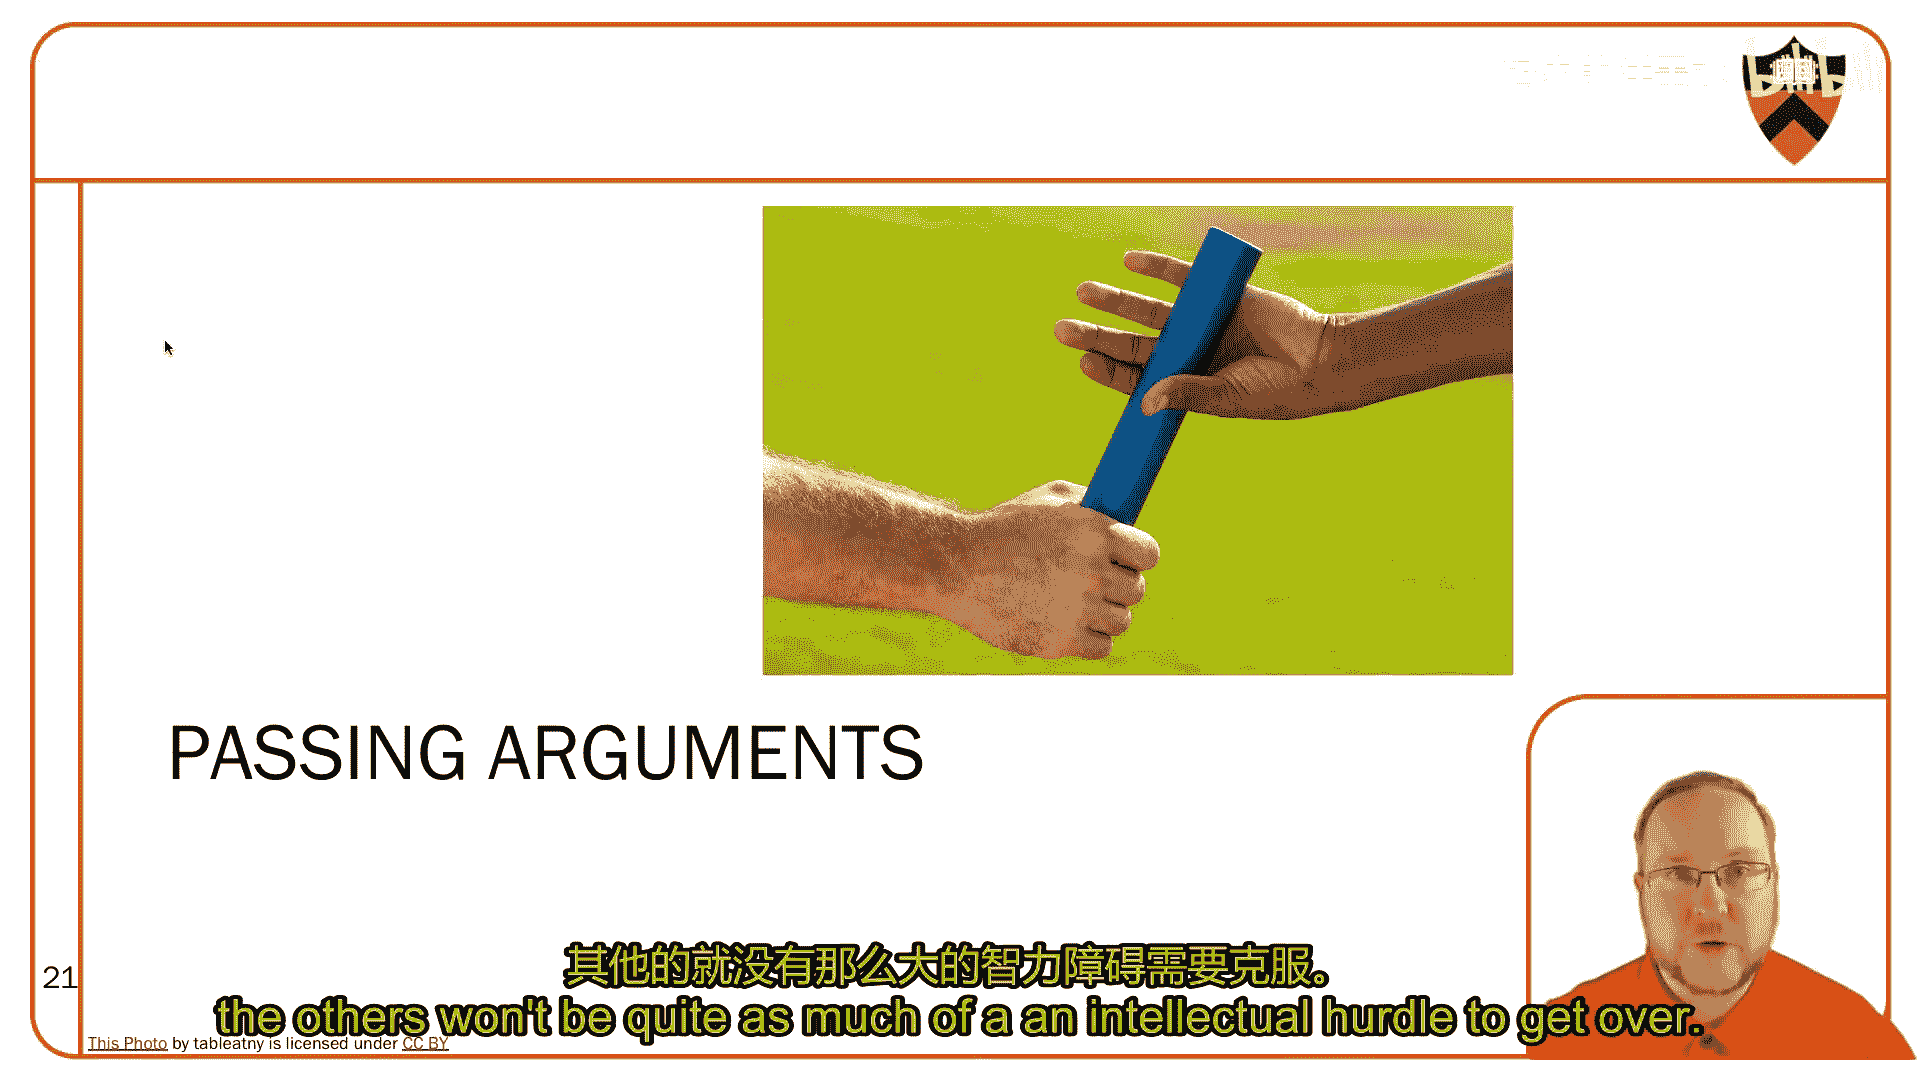 PASSING ARGUMENTS
21
其他的就没有那么大的智力障碍需要克服。
the others won't be quite as much of a an intellectual hurdle to get over.
This Photo by tableatny is licensed under CC BY